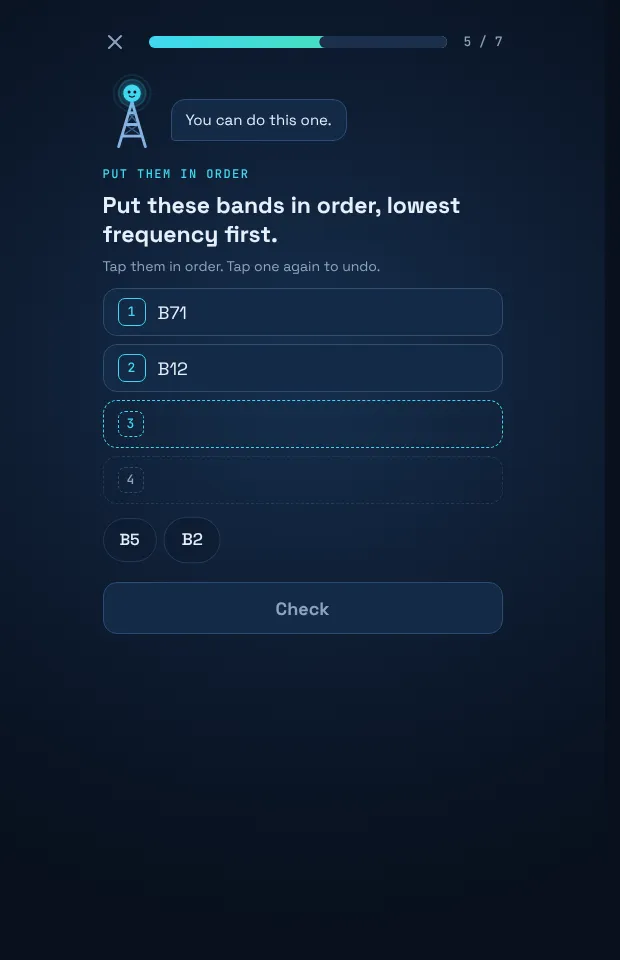 5 / 7
You can do this one.
PUT THEM IN ORDER
Put these bands in order, lowest
frequency first.
Tap them in order. Tap one again to undo.
1 B71
2 B12
3
4
B5 B2
Check